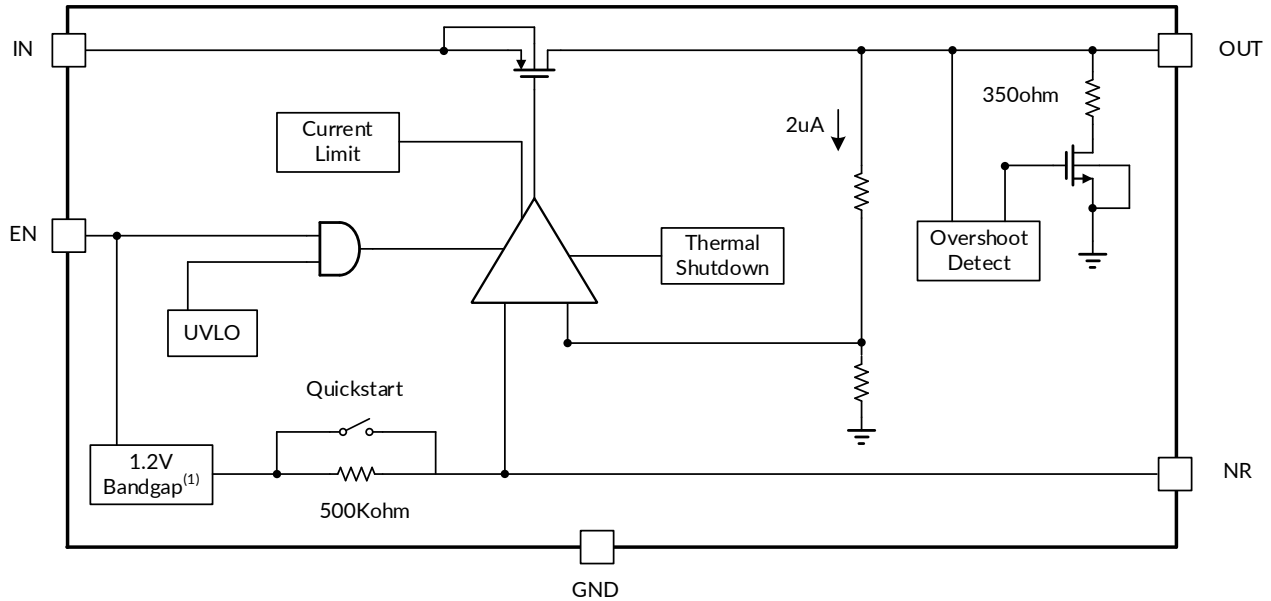 IN
OUT
350ohm
Current
Limit
2uA
EN
Thermal
Shutdown
Overshoot
Detect
UVLO
Quickstart
1.2V
Bandgap(1)
NR
500Kohm
GND